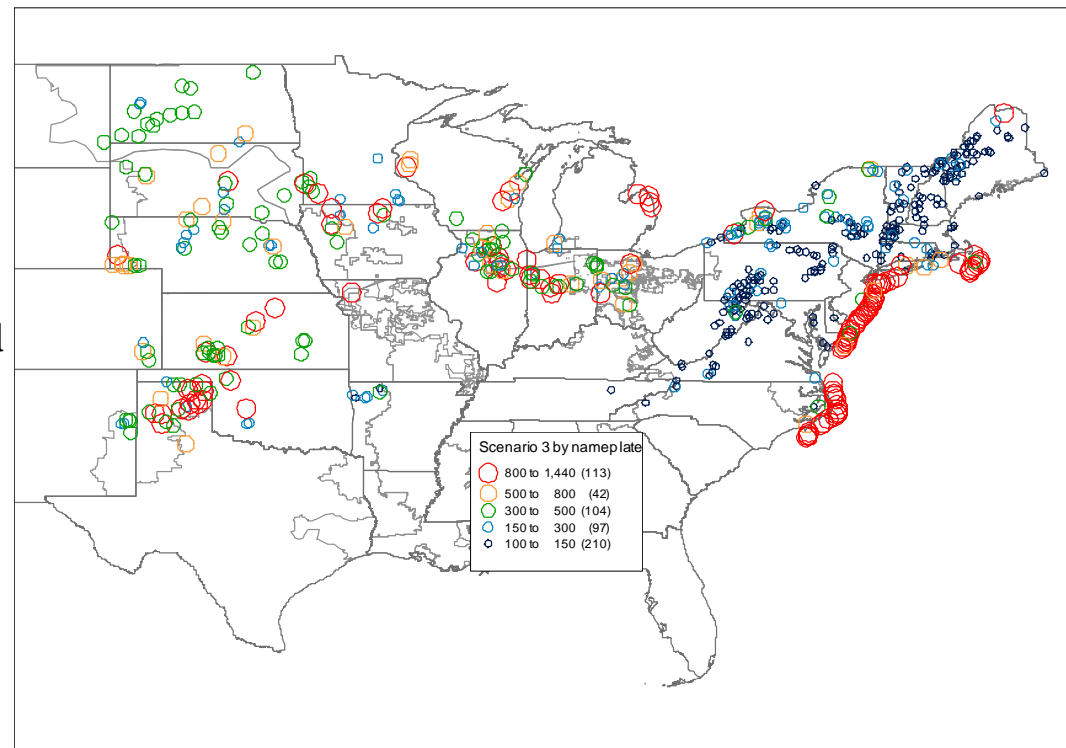 Scenario 3 by nameplate
800 to 1,440 (113)
500 to 800 (42)
300 to 500 (104)
150 to 300 (97)
100 to 150 (210)